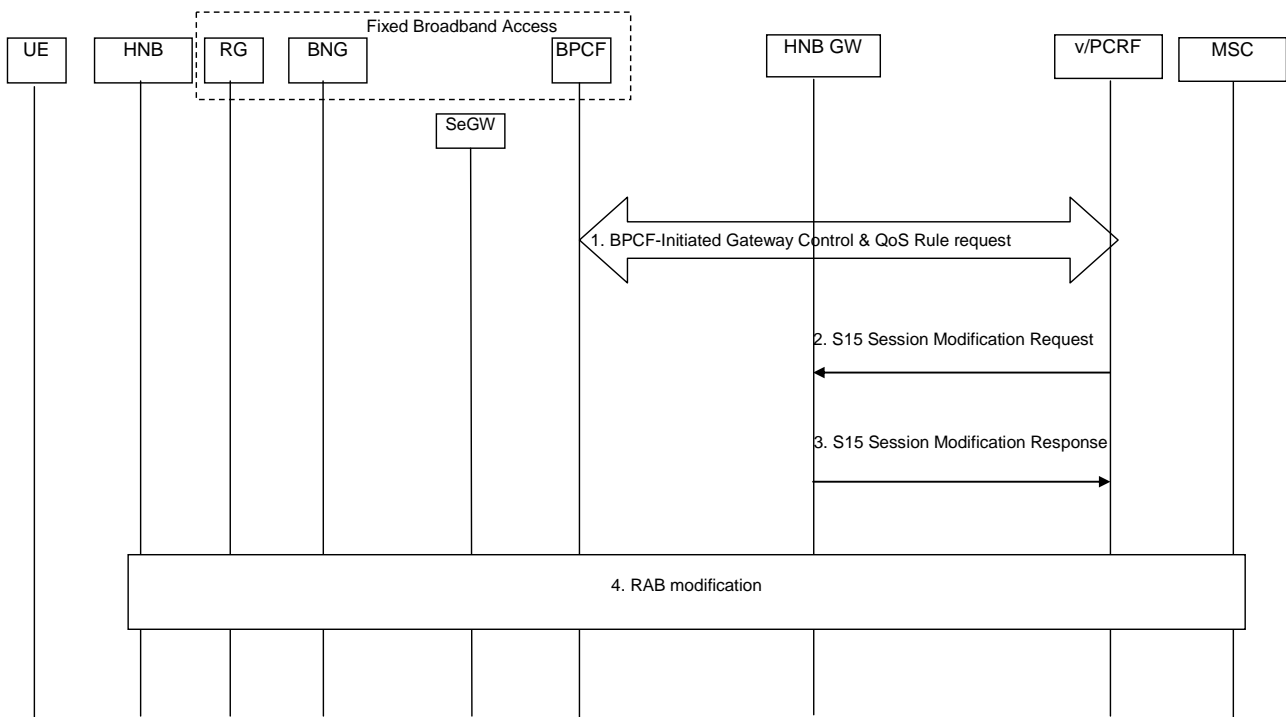 Fixed Broadband Access
UE
HNB
RG
BNG
BPCF
HNB GW
v/PCRF
MSC
SeGW
1. BPCF-Initiated Gateway Control & QoS Rule request
2. S15 Session Modification Request
3. S15 Session Modification Response
4. RAB modification